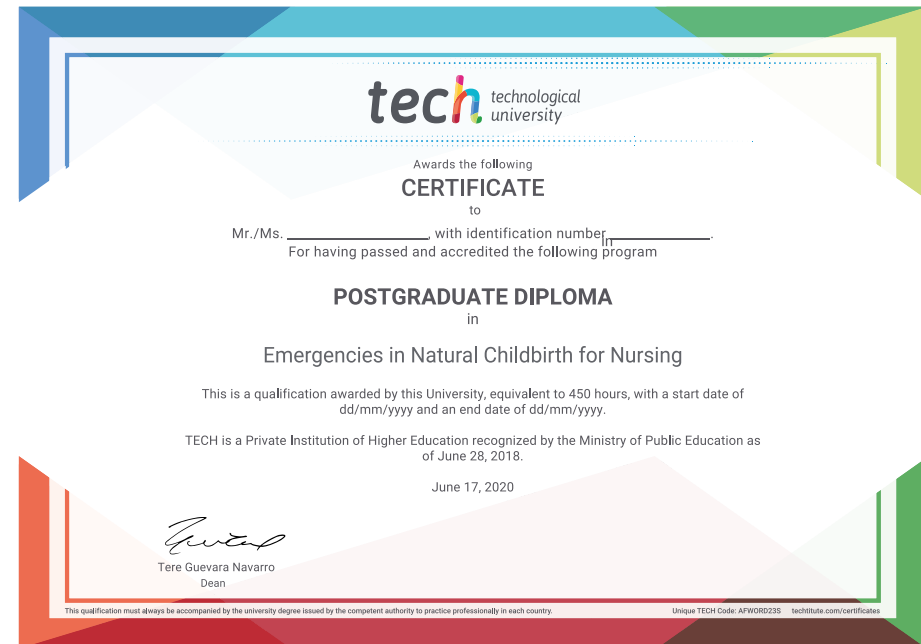 tech technological
university
Awards the following
CERTIFICATE
to
Mr./Ms. ____________, with identification number ____________.
In
For having passed and accredited the following program
POSTGRADUATE DIPLOMA
in
Emergencies in Natural Childbirth for Nursing
This is a qualification awarded by this University, equivalent to 450 hours, with a start date of
dd/mm/yyyy and an end date of dd/mm/yyyy.
TECH is a Private Institution of Higher Education recognized by the Ministry of Public Education as
of June 28, 2018.
June 17, 2020
Tere Guevara Navarro
Dean
This qualification must always be accompanied by the university degree issued by the competent authority to practice professionally in each country. Unique TECH Code: AFWORD23S techtitute.com/certificates